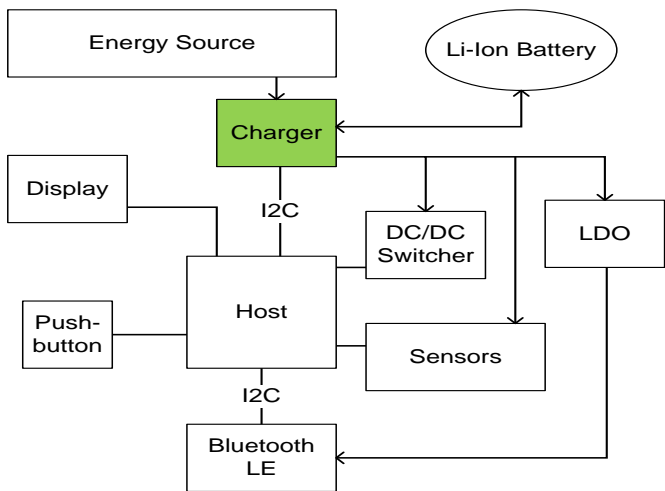 Energy Source
Li-Ion Battery
Charger
Display
I2C
DC/DC
Switcher
LDO
Host
Push-
button
Sensors
I2C
Bluetooth
LE